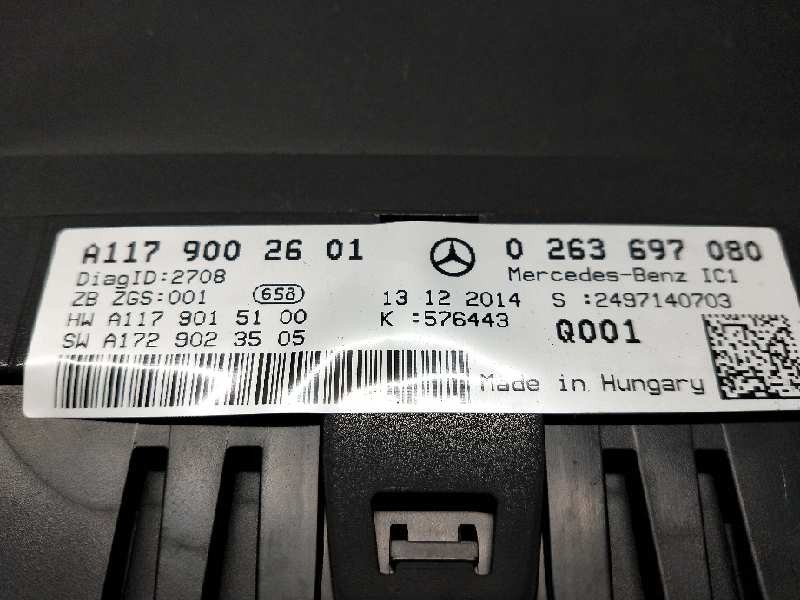 A117 900 26 01 0 263 697 080
DiagID:2708 Mercedes-Benz IC1
ZB ZGS:001 658 13 12 2014 S :2497140703
HW A117 901 51 00 K :576443 Q001
SW A172 902 35 05
Made in Hungary